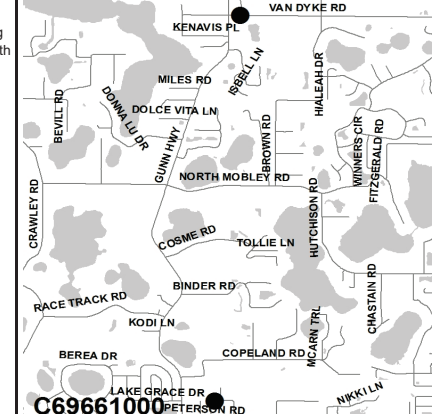 VAN DYKE RD
KENAVIS PL
g
th
ISBELL LN
HIALEAH DR
MILES RD
BEVILL RD
DONNA LU DR
DOLCE VITA LN
GUNN HWY
BROWN RD
WINNERS CIR
FITZGERALD RD
NORTH MOBLEY RD
CRAWLEY RD
HUTCHISON RD
COSME RD
TOLLIE LN
BINDER RD
RACE TRACK RD
CHASTAIN RD
KODI LN
MCARN TRL
BEREA DR
COPELAND RD
LAKE GRACE DR
NIKKI LN
C69661000
PETERSON RD